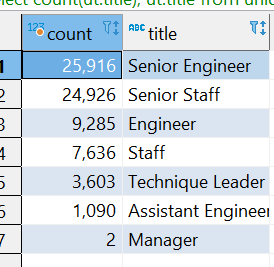 count(ut.title), ut.title from
123 count ABC title
1 25,916 Senior Engineer
2 24,926 Senior Staff
3 9,285 Engineer
4 7,636 Staff
5 3,603 Technique Leader
6 1,090 Assistant Engineer
7 2 Manager